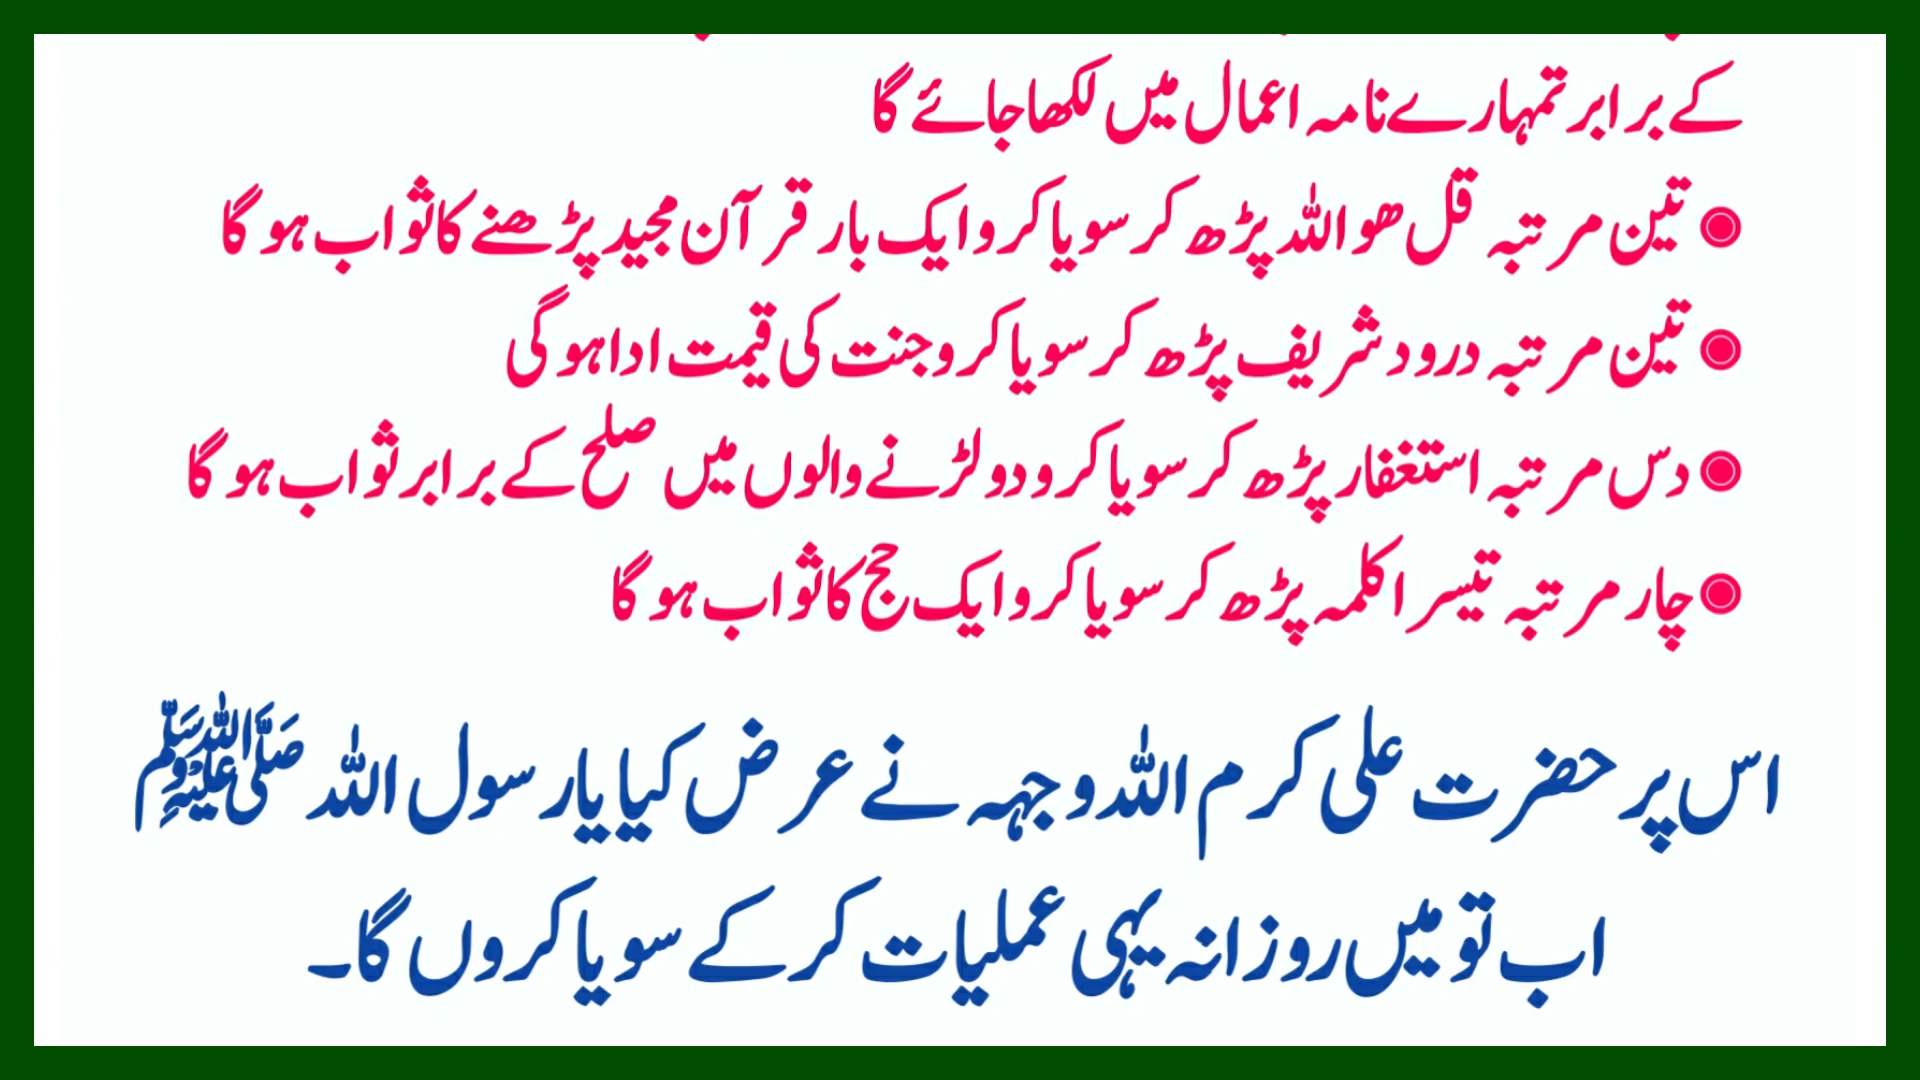 کے برابر تمہارے نامہ اعمال میں لکھا جائے گا
◉ تین مرتبہ قل ھو اللہ پڑھ کر سویا کرو ایک بار قرآن مجید پڑھنے کا ثواب ہو گا
◉ تین مرتبہ درود شریف پڑھ کر سویا کرو جنت کی قیمت ادا ہو گی
◉ دس مرتبہ استغفار پڑھ کر سویا کرو دو لڑنے والوں میں صلح کے برابر ثواب ہو گا
◉ چار مرتبہ تیسرا کلمہ پڑھ کر سویا کرو ایک حج کا ثواب ہو گا
اس پر حضرت علی کرم اللہ وجہہ نے عرض کیا یا رسول اللہ ﷺ
اب تو میں روزانہ یہی عملیات کر کے سویا کروں گا۔